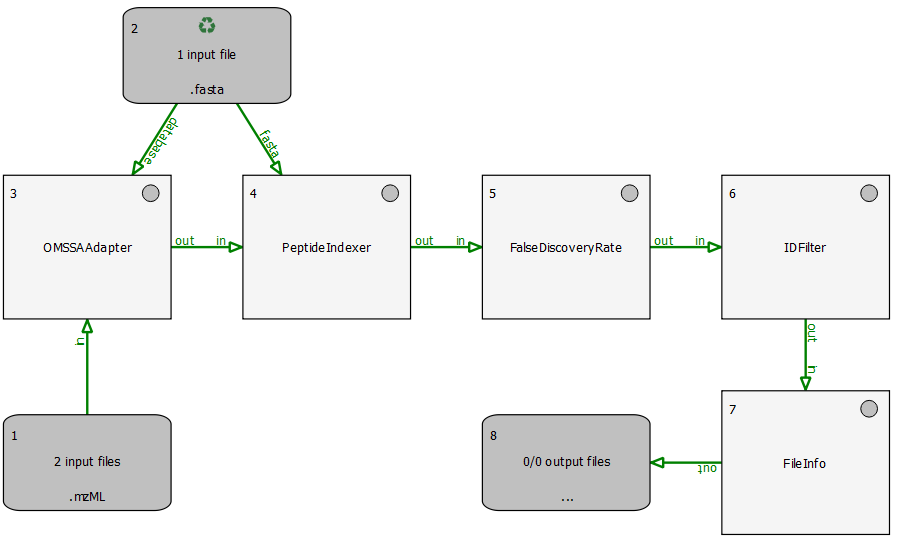 2
1 input file
.fasta
database
fasta
3
OMSSAAdapter
out in
4
PeptideIndexer
out in
5
FalseDiscoveryRate
out in
6
IDFilter
in
out
in
1
2 input files
.mzML
8
0/0 output files
...
out
7
FileInfo